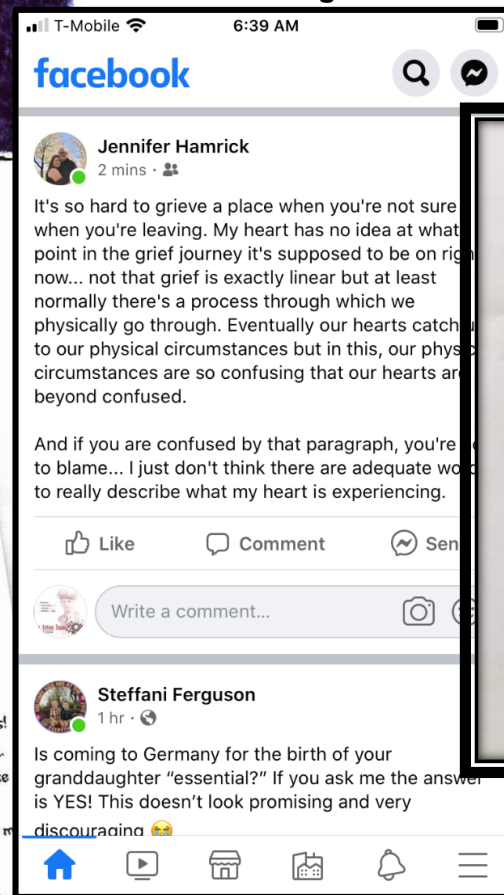 T-Mobile 6:39 AM
facebook
Jennifer Hamrick
2 mins ·
It's so hard to grieve a place when you're not sure
when you're leaving. My heart has no idea at what
point in the grief journey it's supposed to be on
now... not that grief is exactly linear but at least
normally there's a process through which we
physically go through. Eventually our hearts catch
to our physical circumstances but in this, our
circumstances are so confusing that our hearts
beyond confused.
And if you are confused by that paragraph, you're
to blame... I just don't think there are adequate
to really describe what my heart is experiencing.
Like Comment
Write a comment...
Steffani Ferguson
1 hr ·
Is coming to Germany for the birth of your
granddaughter “essential?” If you ask me the answer
is YES! This doesn’t look promising and very
discouraging 😭